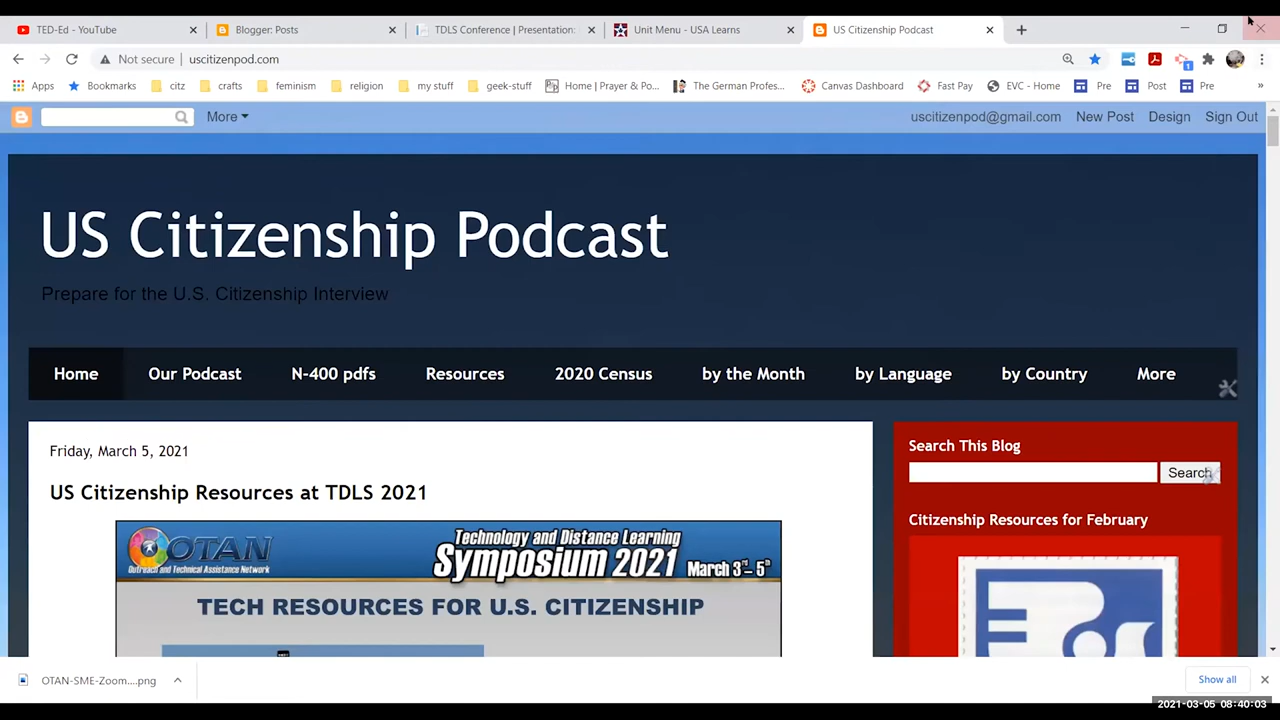 TED-Ed - YouTube
Blogger: Posts
TDLS Conference | Presentation:
Unit Menu - USA Learns
US Citizenship Podcast
Not secure
uscitizenpod.com
Apps
Bookmarks
citz
crafts
feminism
religion
my stuff
geek-stuff
Home | Prayer & Po...
The German Profes...
Canvas Dashboard
Fast Pay
EVC - Home
Pre
Post
Pre
More
uscitizenpod@gmail.com
New Post
Design
Sign Out
US Citizenship Podcast
Prepare for the U.S. Citizenship Interview
Home
Our Podcast
N-400 pdfs
Resources
2020 Census
by the Month
by Language
by Country
More
Friday, March 5, 2021
US Citizenship Resources at TDLS 2021
OTAN
Outreach and Technical Assistance Network
Technology and Distance Learning
Symposium 2021 March 3rd-5th
TECH RESOURCES FOR U.S. CITIZENSHIP
Search This Blog
Search
Citizenship Resources for February
OTAN-SME-Zoom....png
Show all
2021-03-05 08:40:03